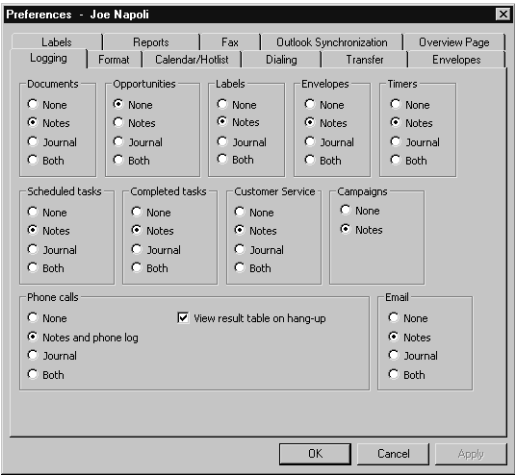 Preferences - Joe Napoli
Labels Reports Fax Outlook Synchronization Overview Page
Logging Format Calendar/Hotlist Dialing Transfer Envelopes
Documents Opportunities Labels Envelopes Timers
None None None None None
Notes Notes Notes Notes Notes
Journal Journal Journal Journal Journal
Both Both Both Both Both
Scheduled tasks Completed tasks Customer Service Campaigns
None None None None
Notes Notes Notes Notes
Journal Journal Journal
Both Both Both
Phone calls Email
None View result table on hang-up None
Notes and phone log Notes
Journal Journal
Both Both
OK Cancel Apply